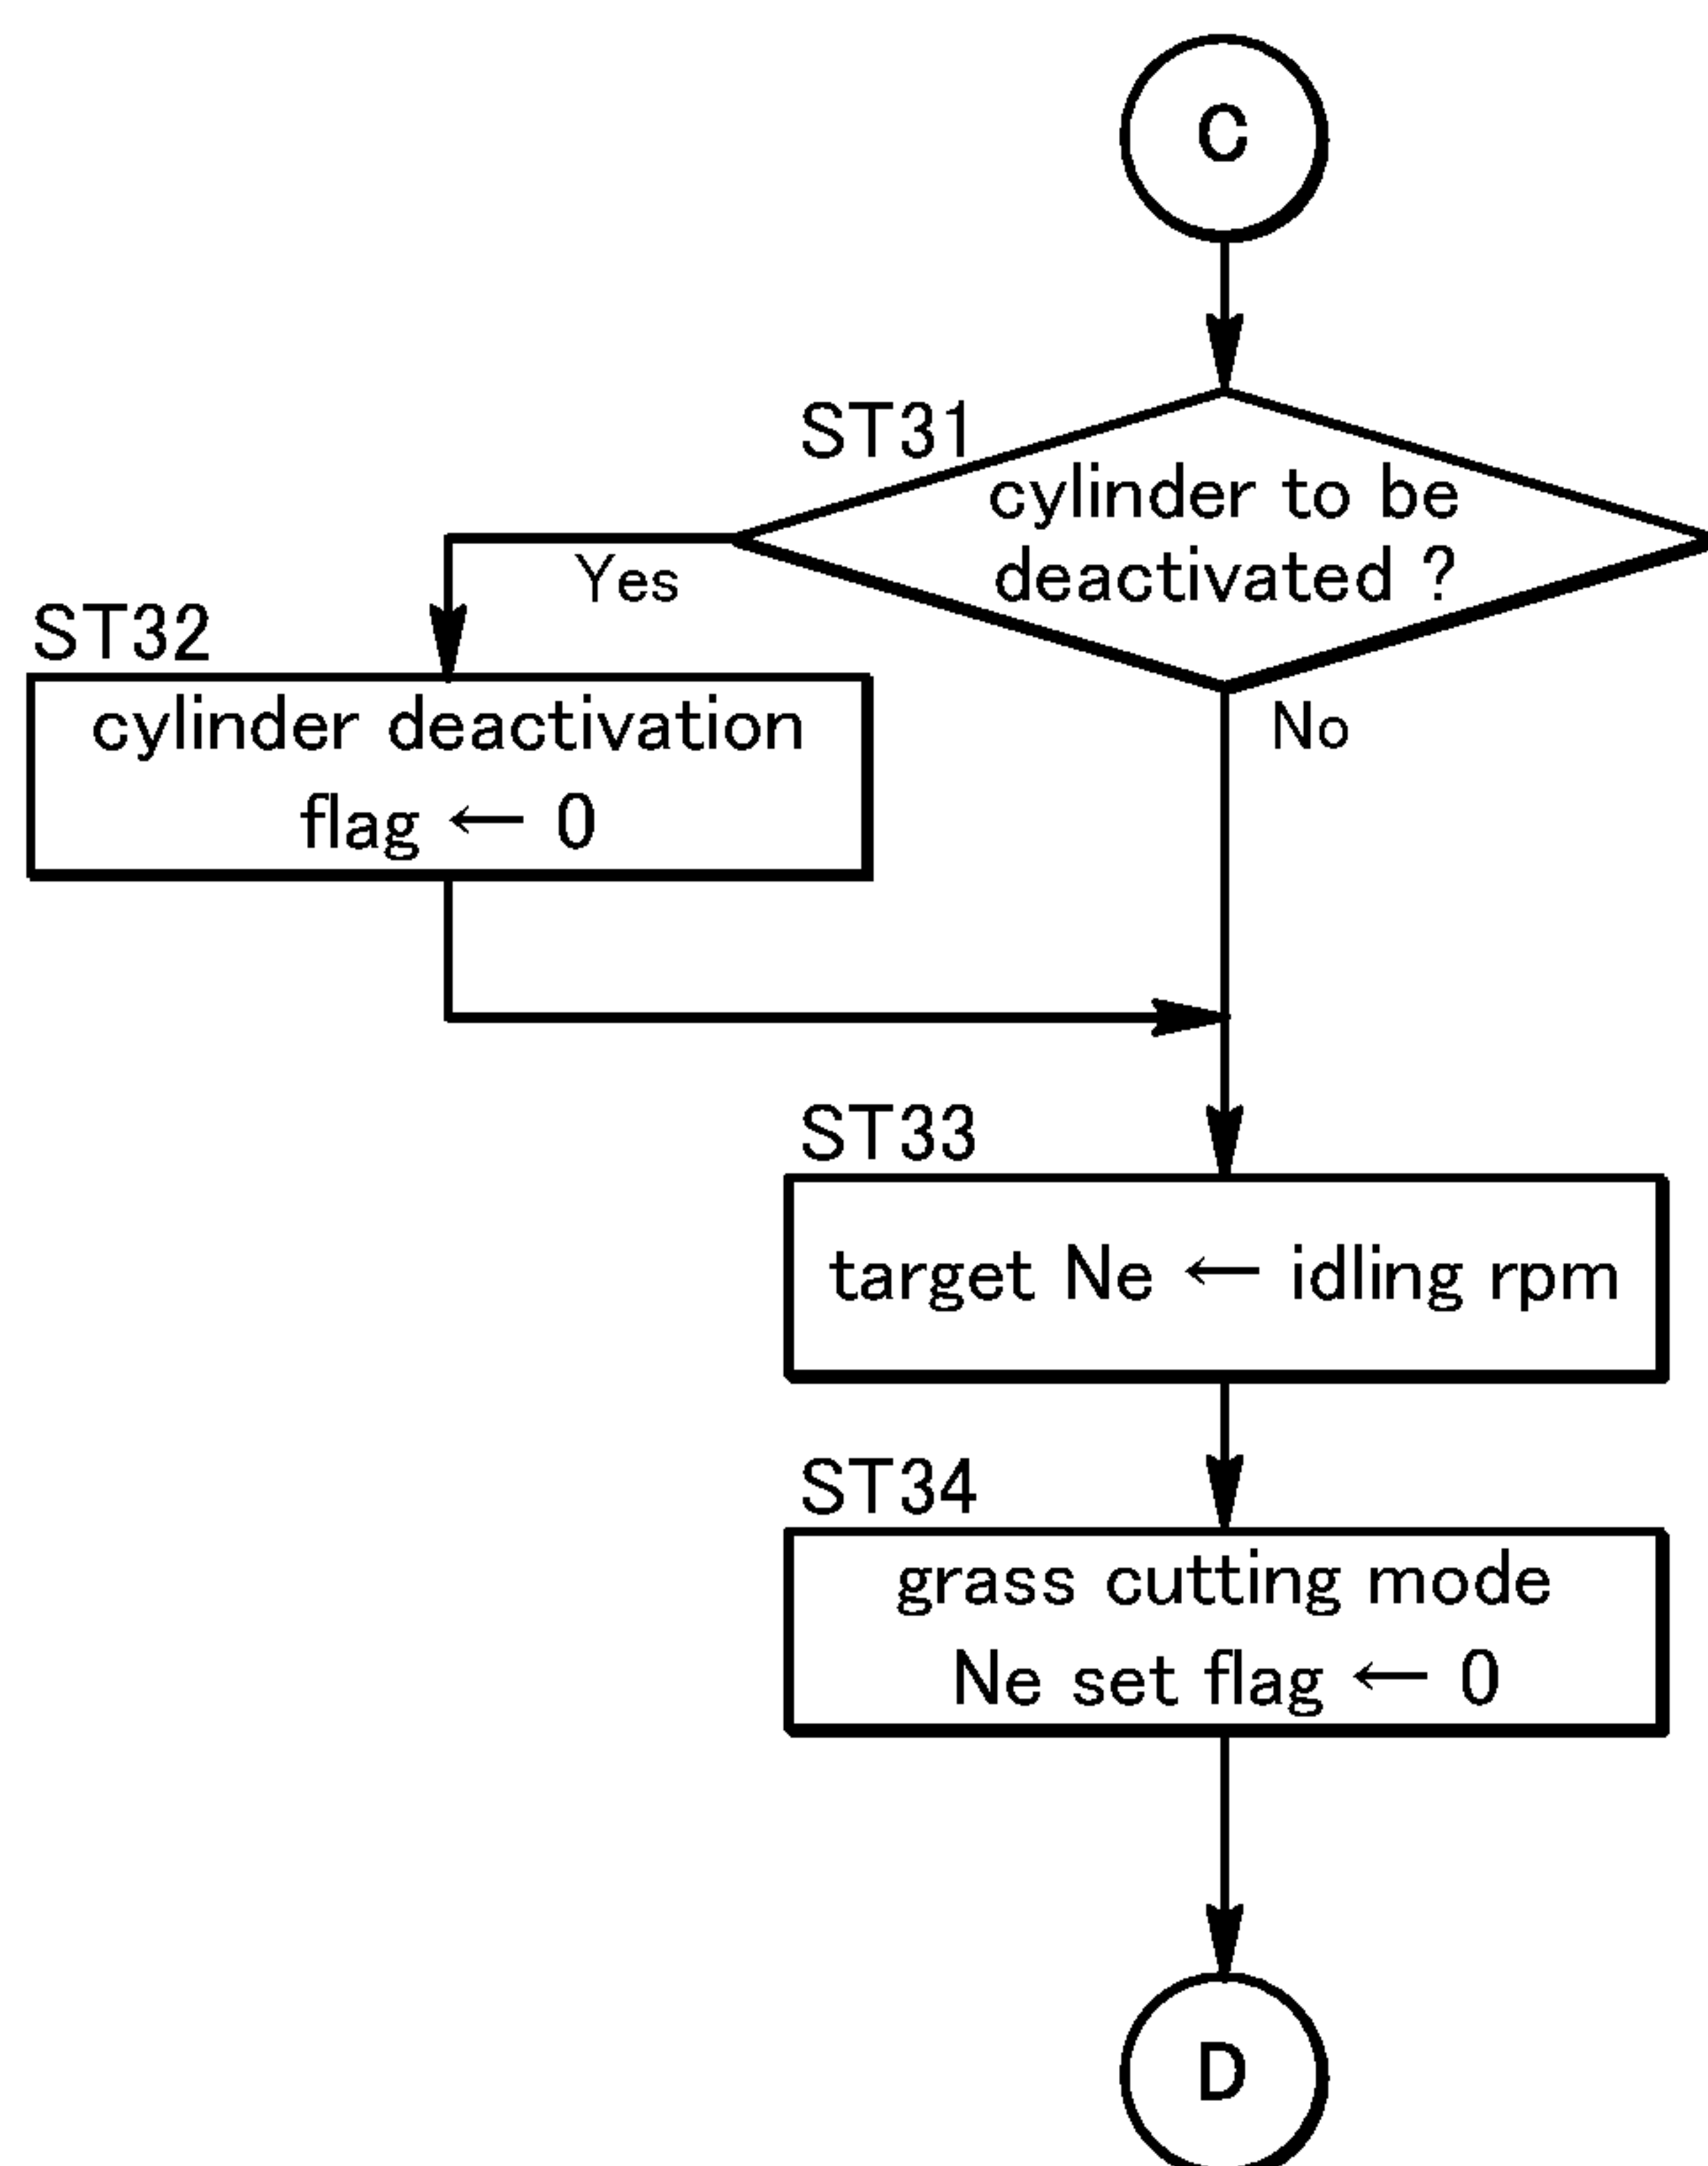 C
ST31
cylinder to be
deactivated ?
Yes
No
ST32
cylinder deactivation
flag ← 0
ST33
target Ne ← idling rpm
ST34
grass cutting mode
Ne set flag ← 0
D